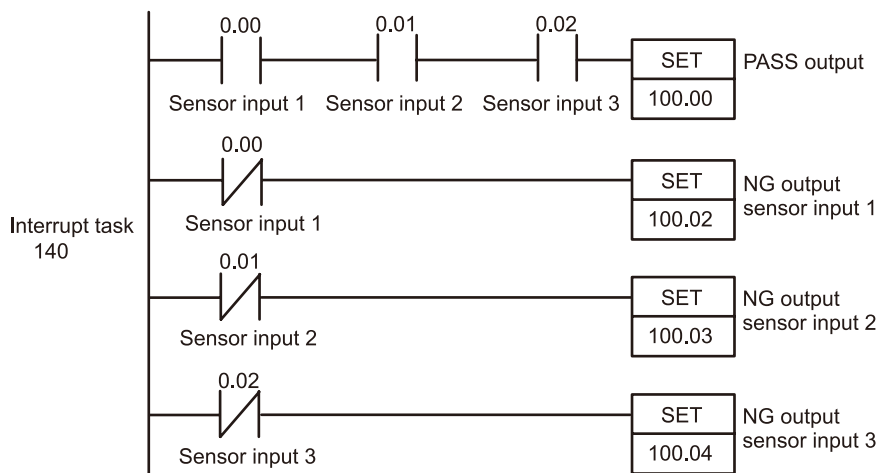 0.00 0.01 0.02
SET PASS output
100.00
Sensor input 1 Sensor input 2 Sensor input 3
0.00
SET NG output
sensor input 1
100.02
Sensor input 1
Interrupt task
140
0.01
SET NG output
sensor input 2
100.03
Sensor input 2
0.02
SET NG output
sensor input 3
100.04
Sensor input 3